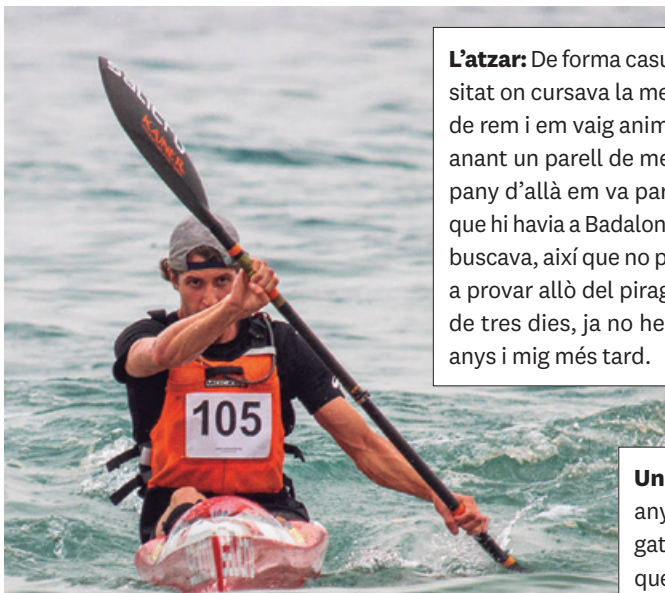 L'atzar: De forma casu
sitat on cursava la me
de rem i em vaig anim
anant un parell de me
pany d'allà em va par
que hi havia a Badalon
buscava, així que no p
a provar allò del pirag
de tres dies, ja no he
anys i mig més tard.
KAINER
MOCKE
105
Un
any
gat
que